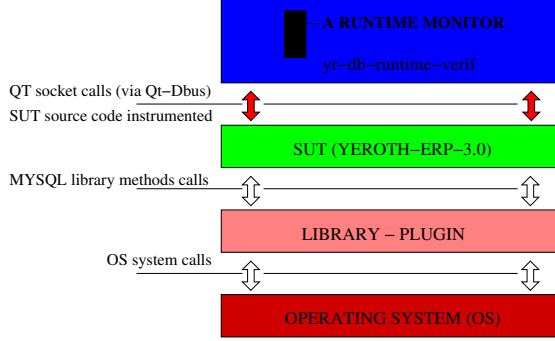 A RUNTIME MONITOR
yr−db−runtime−verif
QT socket calls (via Qt−Dbus)
SUT source code instrumented
SUT (YEROTH−ERP−3.0)
MYSQL library methods calls
LIBRARY − PLUGIN
OS system calls
OPERATING SYSTEM (OS)